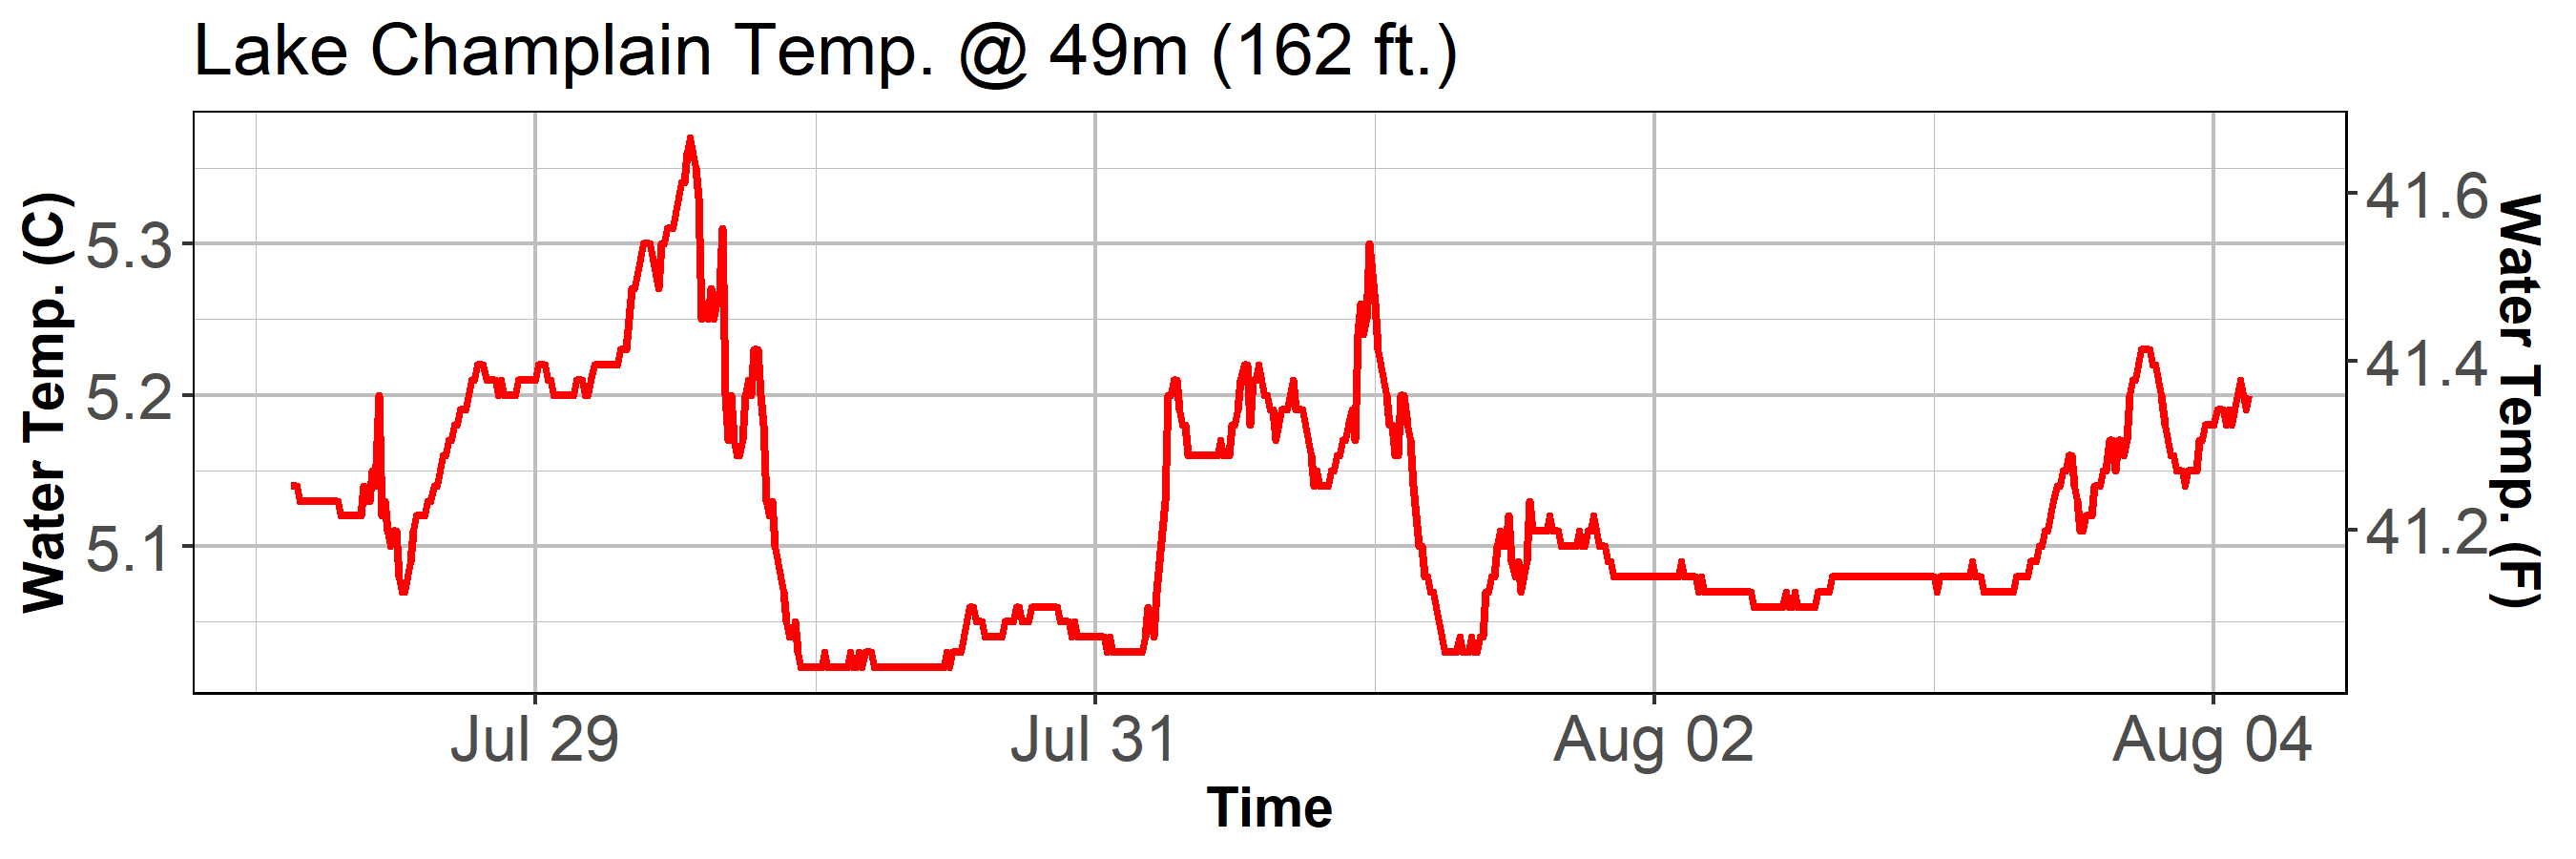 Lake Champlain Temp. @ 49m (162 ft.)
Water Temp. (C)
5.3
5.2
5.1
41.6
41.4
41.2
Water Temp. (F)
Jul 29
Jul 31
Aug 02
Aug 04
Time